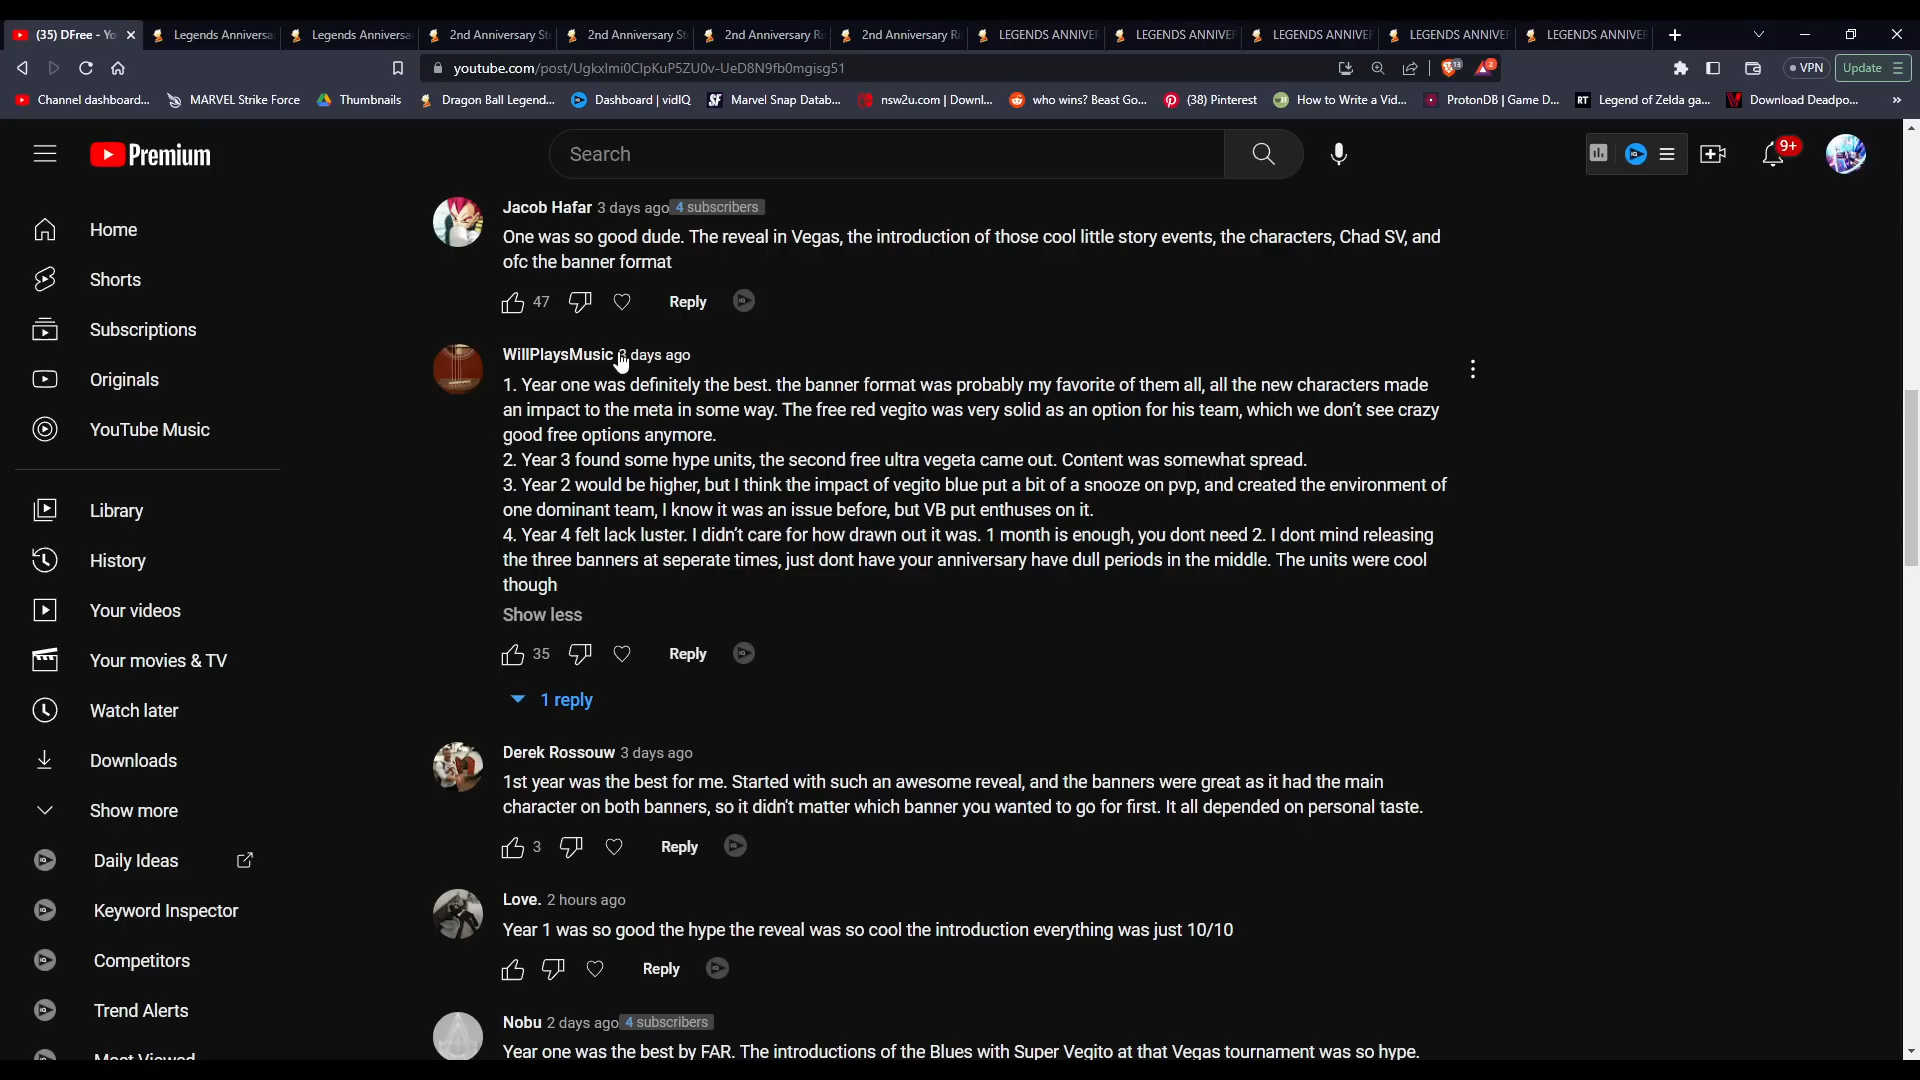 (35) DFree - Yo
Legends Anniversa
Legends Anniversa
2nd Anniversary St
2nd Anniversary St
2nd Anniversary Ri
2nd Anniversary Ri
LEGENDS ANNIVER
LEGENDS ANNIVER
LEGENDS ANNIVER
LEGENDS ANNIVER
LEGENDS ANNIVER
youtube.com/post/UgkxImi0ClpKuP5ZU0v-UeD8N9fb0mgisg51
13
2
VPN
Update
Channel dashboard...
MARVEL Strike Force
Thumbnails
Dragon Ball Legend...
Dashboard | vidIQ
Marvel Snap Datab...
nsw2u.com | Downl...
who wins? Beast Go...
(38) Pinterest
How to Write a Vid...
ProtonDB | Game D...
Legend of Zelda ga...
Download Deadpo...
Premium
Search
9+
Home
Shorts
Subscriptions
Originals
YouTube Music
Library
History
Your videos
Your movies & TV
Watch later
Downloads
Show more
Daily Ideas
Keyword Inspector
Competitors
Trend Alerts
Most Viewed
Jacob Hafar 3 days ago 4 subscribers
One was so good dude. The reveal in Vegas, the introduction of those cool little story events, the characters, Chad SV, and
ofc the banner format
47 Reply
WillPlaysMusic 3 days ago
1. Year one was definitely the best. the banner format was probably my favorite of them all, all the new characters made
an impact to the meta in some way. The free red vegito was very solid as an option for his team, which we don't see crazy
good free options anymore.
2. Year 3 found some hype units, the second free ultra vegeta came out. Content was somewhat spread.
3. Year 2 would be higher, but I think the impact of vegito blue put a bit of a snooze on pvp, and created the environment of
one dominant team, I know it was an issue before, but VB put enthuses on it.
4. Year 4 felt lack luster. I didn't care for how drawn out it was. 1 month is enough, you dont need 2. I dont mind releasing
the three banners at seperate times, just dont have your anniversary have dull periods in the middle. The units were cool
though
Show less
35 Reply
1 reply
Derek Rossouw 3 days ago
1st year was the best for me. Started with such an awesome reveal, and the banners were great as it had the main
character on both banners, so it didn't matter which banner you wanted to go for first. It all depended on personal taste.
3 Reply
Love. 2 hours ago
Year 1 was so good the hype the reveal was so cool the introduction everything was just 10/10
Reply
Nobu 2 days ago 4 subscribers
Year one was the best by FAR. The introductions of the Blues with Super Vegito at that Vegas tournament was so hype.